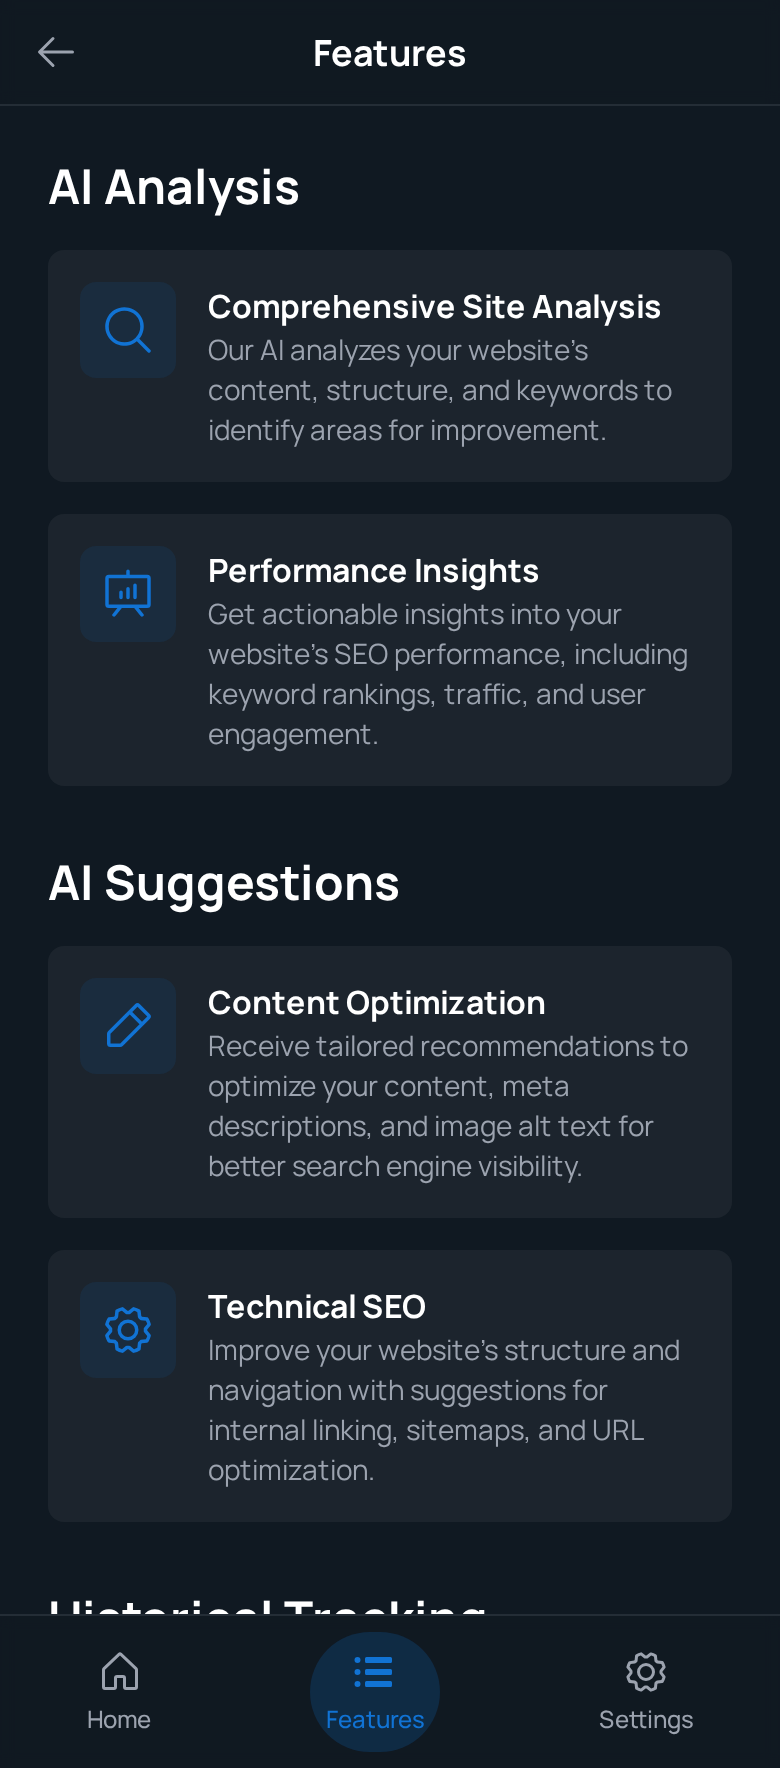 Features
AI Analysis
Comprehensive Site Analysis
Our AI analyzes your website's
content, structure, and keywords to
identify areas for improvement.
Performance Insights
Get actionable insights into your
website's SEO performance, including
keyword rankings, traffic, and user
engagement.
AI Suggestions
Content Optimization
Receive tailored recommendations to
optimize your content, meta
descriptions, and image alt text for
better search engine visibility.
Technical SEO
Improve your website's structure and
navigation with suggestions for
internal linking, sitemaps, and URL
optimization.
Historical Tracking
Home
Features
Settings